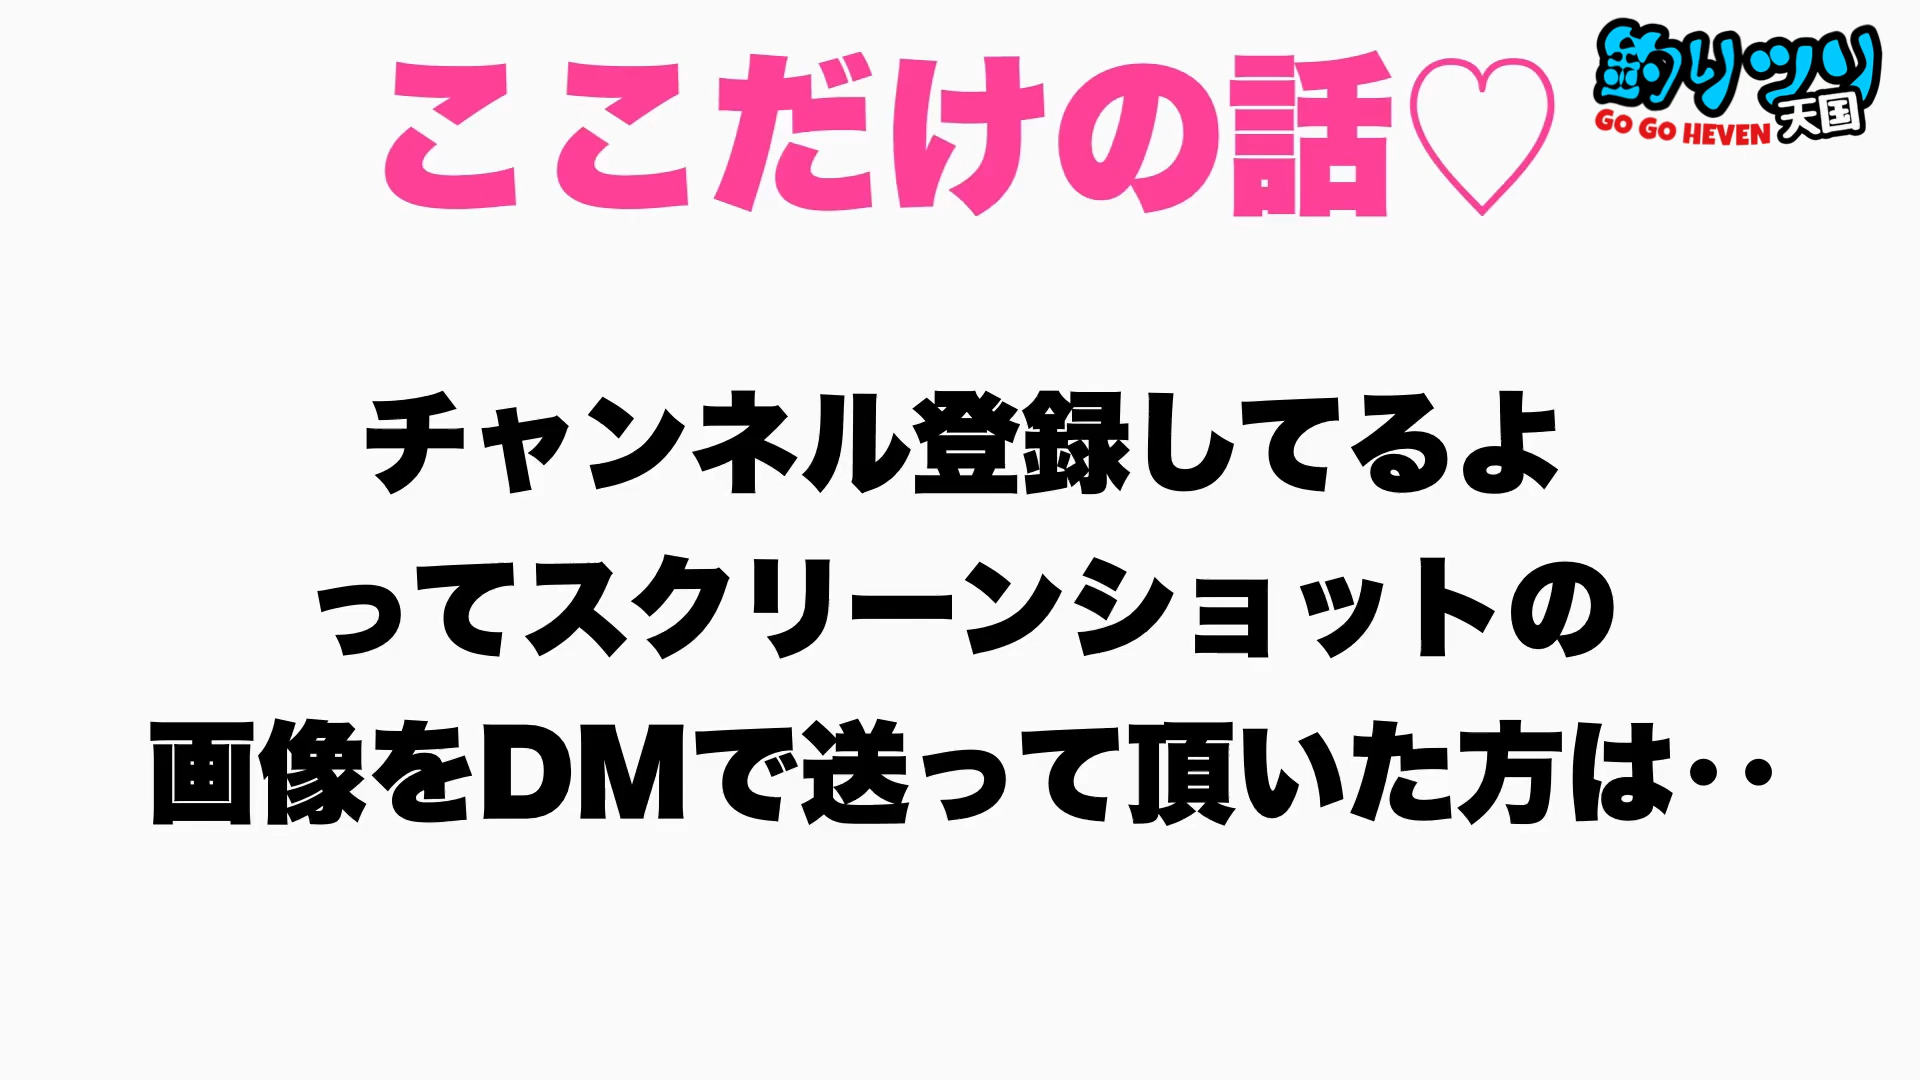 ここだけの話♡
釣りツリ
天国
GO GO HEVEN
チャンネル登録してるよ
ってスクリーンショットの
画像をDMで送って頂いた方は‥